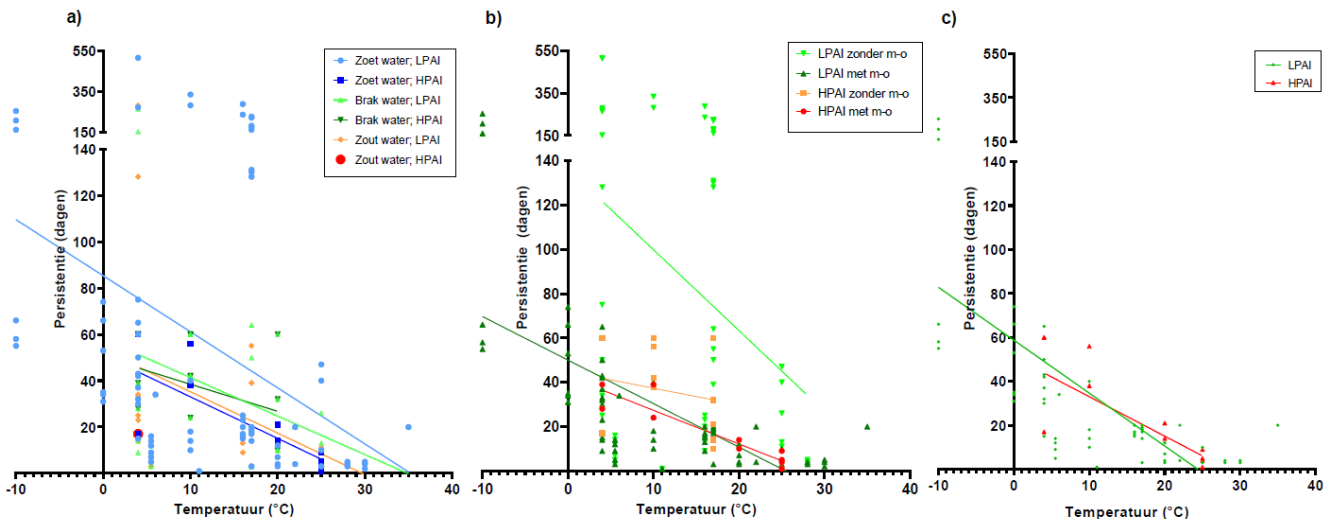 a)
Persistentie (dagen)
550
350
150
140
120
100
80
60
40
20
-10
0
10
20
30
40
Temperatuur (°C)
Zoet water; LPAI
Zoet water; HPAI
Brak water; LPAI
Brak water; HPAI
Zout water; LPAI
Zout water; HPAI
b)
Persistentie (dagen)
550
350
150
140
120
100
80
60
40
20
-10
0
10
20
30
40
Temperatuur (°C)
LPAI zonder m-o
LPAI met m-o
HPAI zonder m-o
HPAI met m-o
c)
Persistentie (dagen)
550
350
150
140
120
100
80
60
40
20
-10
0
10
20
30
40
Temperatuur (°C)
LPAI
HPAI